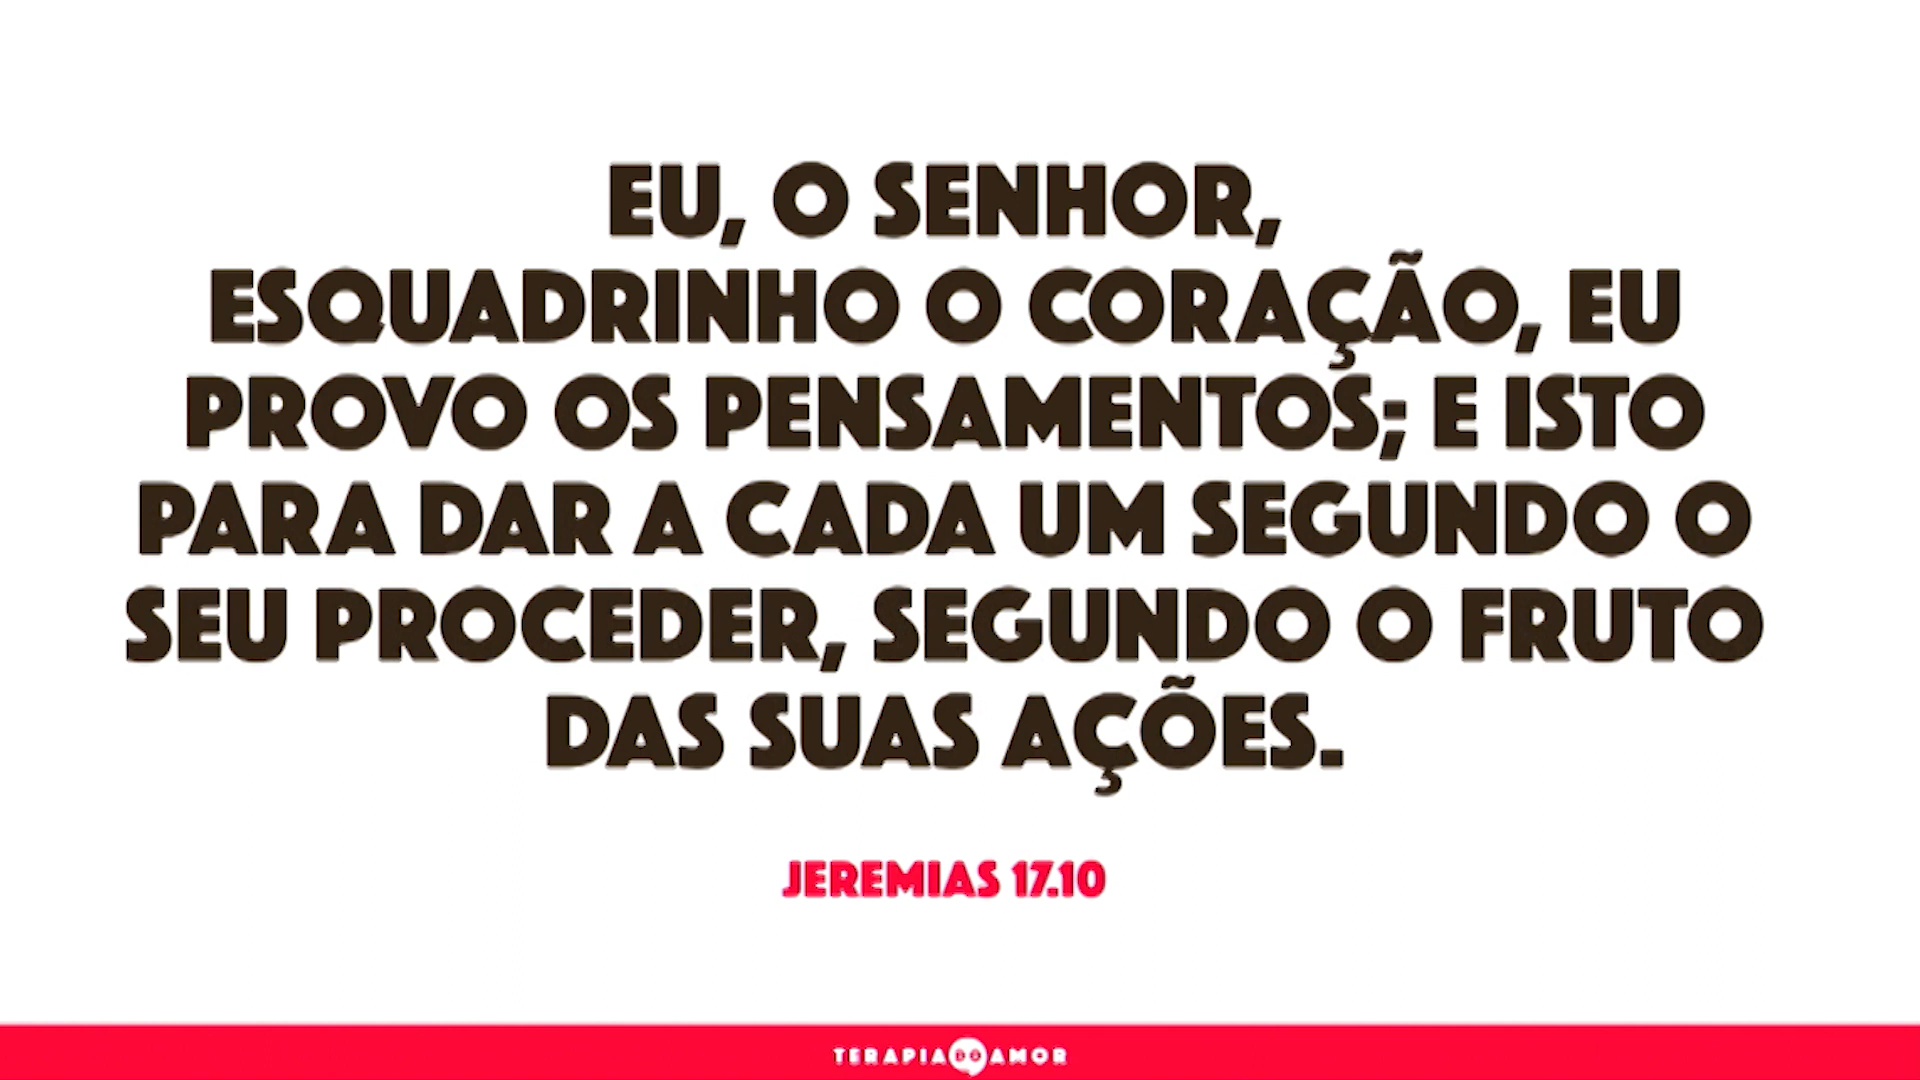 EU, O SENHOR,
ESQUADRINHO O CORAÇÃO, EU
PROVO OS PENSAMENTOS; E ISTO
PARA DAR A CADA UM SEGUNDO O
SEU PROCEDER, SEGUNDO O FRUTO
DAS SUAS AÇÕES.
JEREMIAS 17.10
TERAPIA DO AMOR